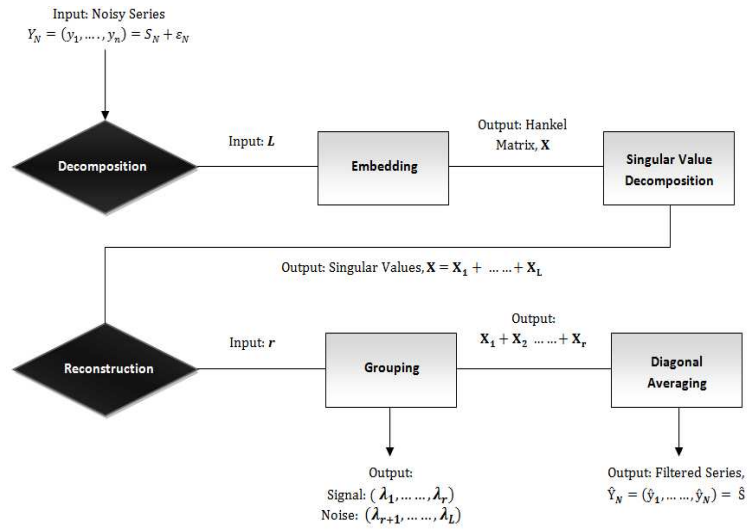 Input: Noisy Series
Y_N = (y_1,....,y_n) = S_N + ε_N
Decomposition
Input: L
Embedding
Output: Hankel
Matrix, X
Singular Value
Decomposition
Output: Singular Values, X = X_1 + ...... + X_L
Reconstruction
Input: r
Grouping
Output:
X_1 + X_2 ...... + X_r
Diagonal
Averaging
Output:
Signal: (λ_1,......,λ_r)
Noise: (λ_{r+1},......,λ_L)
Output: Filtered Series,
Ŷ_N = (ŷ_1,......,ŷ_N) = Ŝ